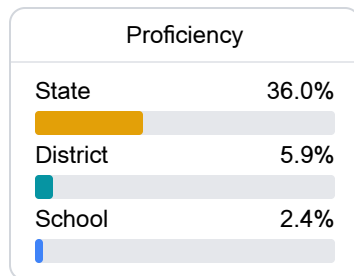 Proficiency
State 36.0%
District 5.9%
School 2.4%